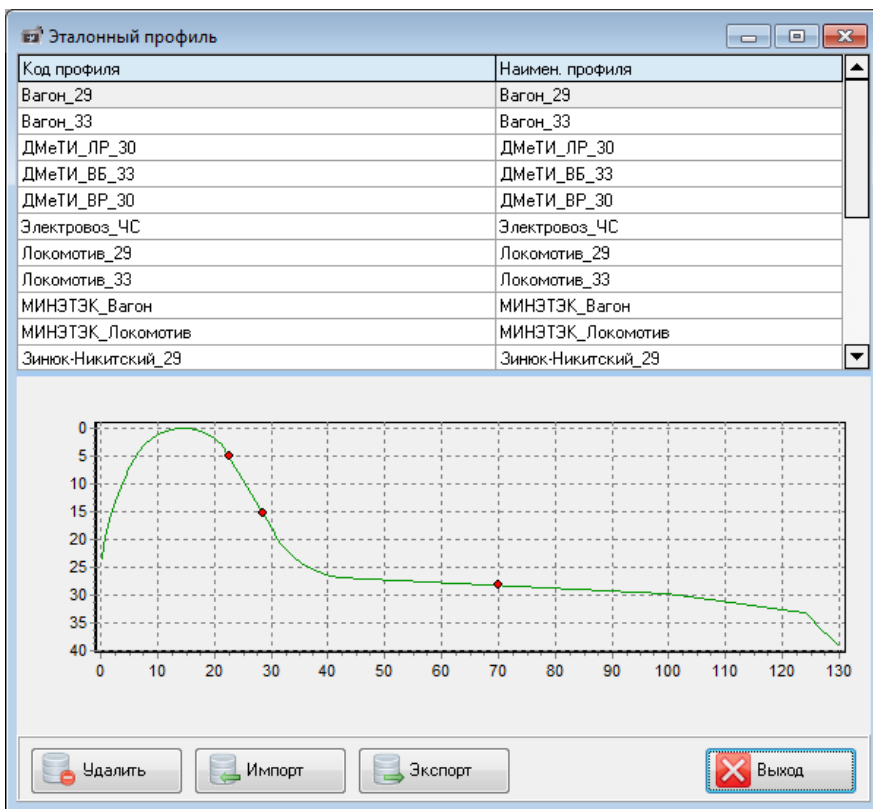 Эталонный профиль
Код профиля Наимен. профиля
Вагон_29 Вагон_29
Вагон_33 Вагон_33
ДМеТИ_ЛР_30 ДМеТИ_ЛР_30
ДМеТИ_ВБ_33 ДМеТИ_ВБ_33
ДМеТИ_ВР_30 ДМеТИ_ВР_30
Электровоз_ЧС Электровоз_ЧС
Локомотив_29 Локомотив_29
Локомотив_33 Локомотив_33
МИНЭТЭК_Вагон МИНЭТЭК_Вагон
МИНЭТЭК_Локомотив МИНЭТЭК_Локомотив
Зинюк-Никитский_29 Зинюк-Никитский_29
0
5
10
15
20
25
30
35
40
0 10 20 30 40 50 60 70 80 90 100 110 120 130
Удалить Импорт Экспорт Выход